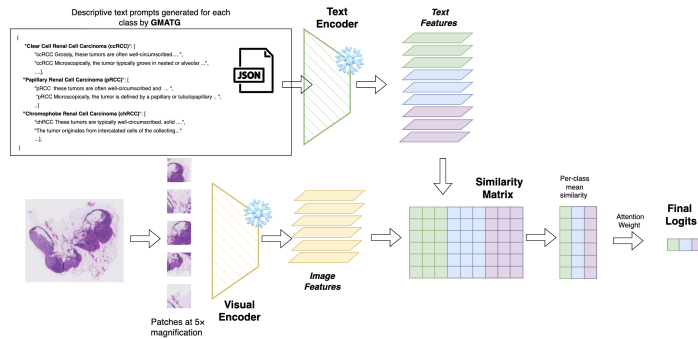 Descriptive text prompts generated for each
class by GMATG
{
"Clear Cell Renal Cell Carcinoma (ccRCC)": [
"ccRCC Grossly, these tumors are often well-circumscribed.... ",
"ccRCC Microscopically, the tumor typically grows in nested or alveolar ...",
....],
"Papillary Renal Cell Carcinoma (pRCC)": [
"pRCC these tumors are often well-circumscribed and ... ",
"pRCC Microscopically, the tumor is defined by a papillary or tubulopapillary ..",
..]
"Chromophobe Renal Cell Carcinoma (chRCC)": [
"chRCC These tumors are typically well-circumscribed, solid ....",
"The tumor originates from intercalated cells of the collecting..."
...],
}
JSON
Text
Encoder
Text
Features
Patches at 5×
magnification
Visual
Encoder
Image
Features
Similarity
Matrix
Per-class
mean
similarity
Attention
Weight
Final
Logits